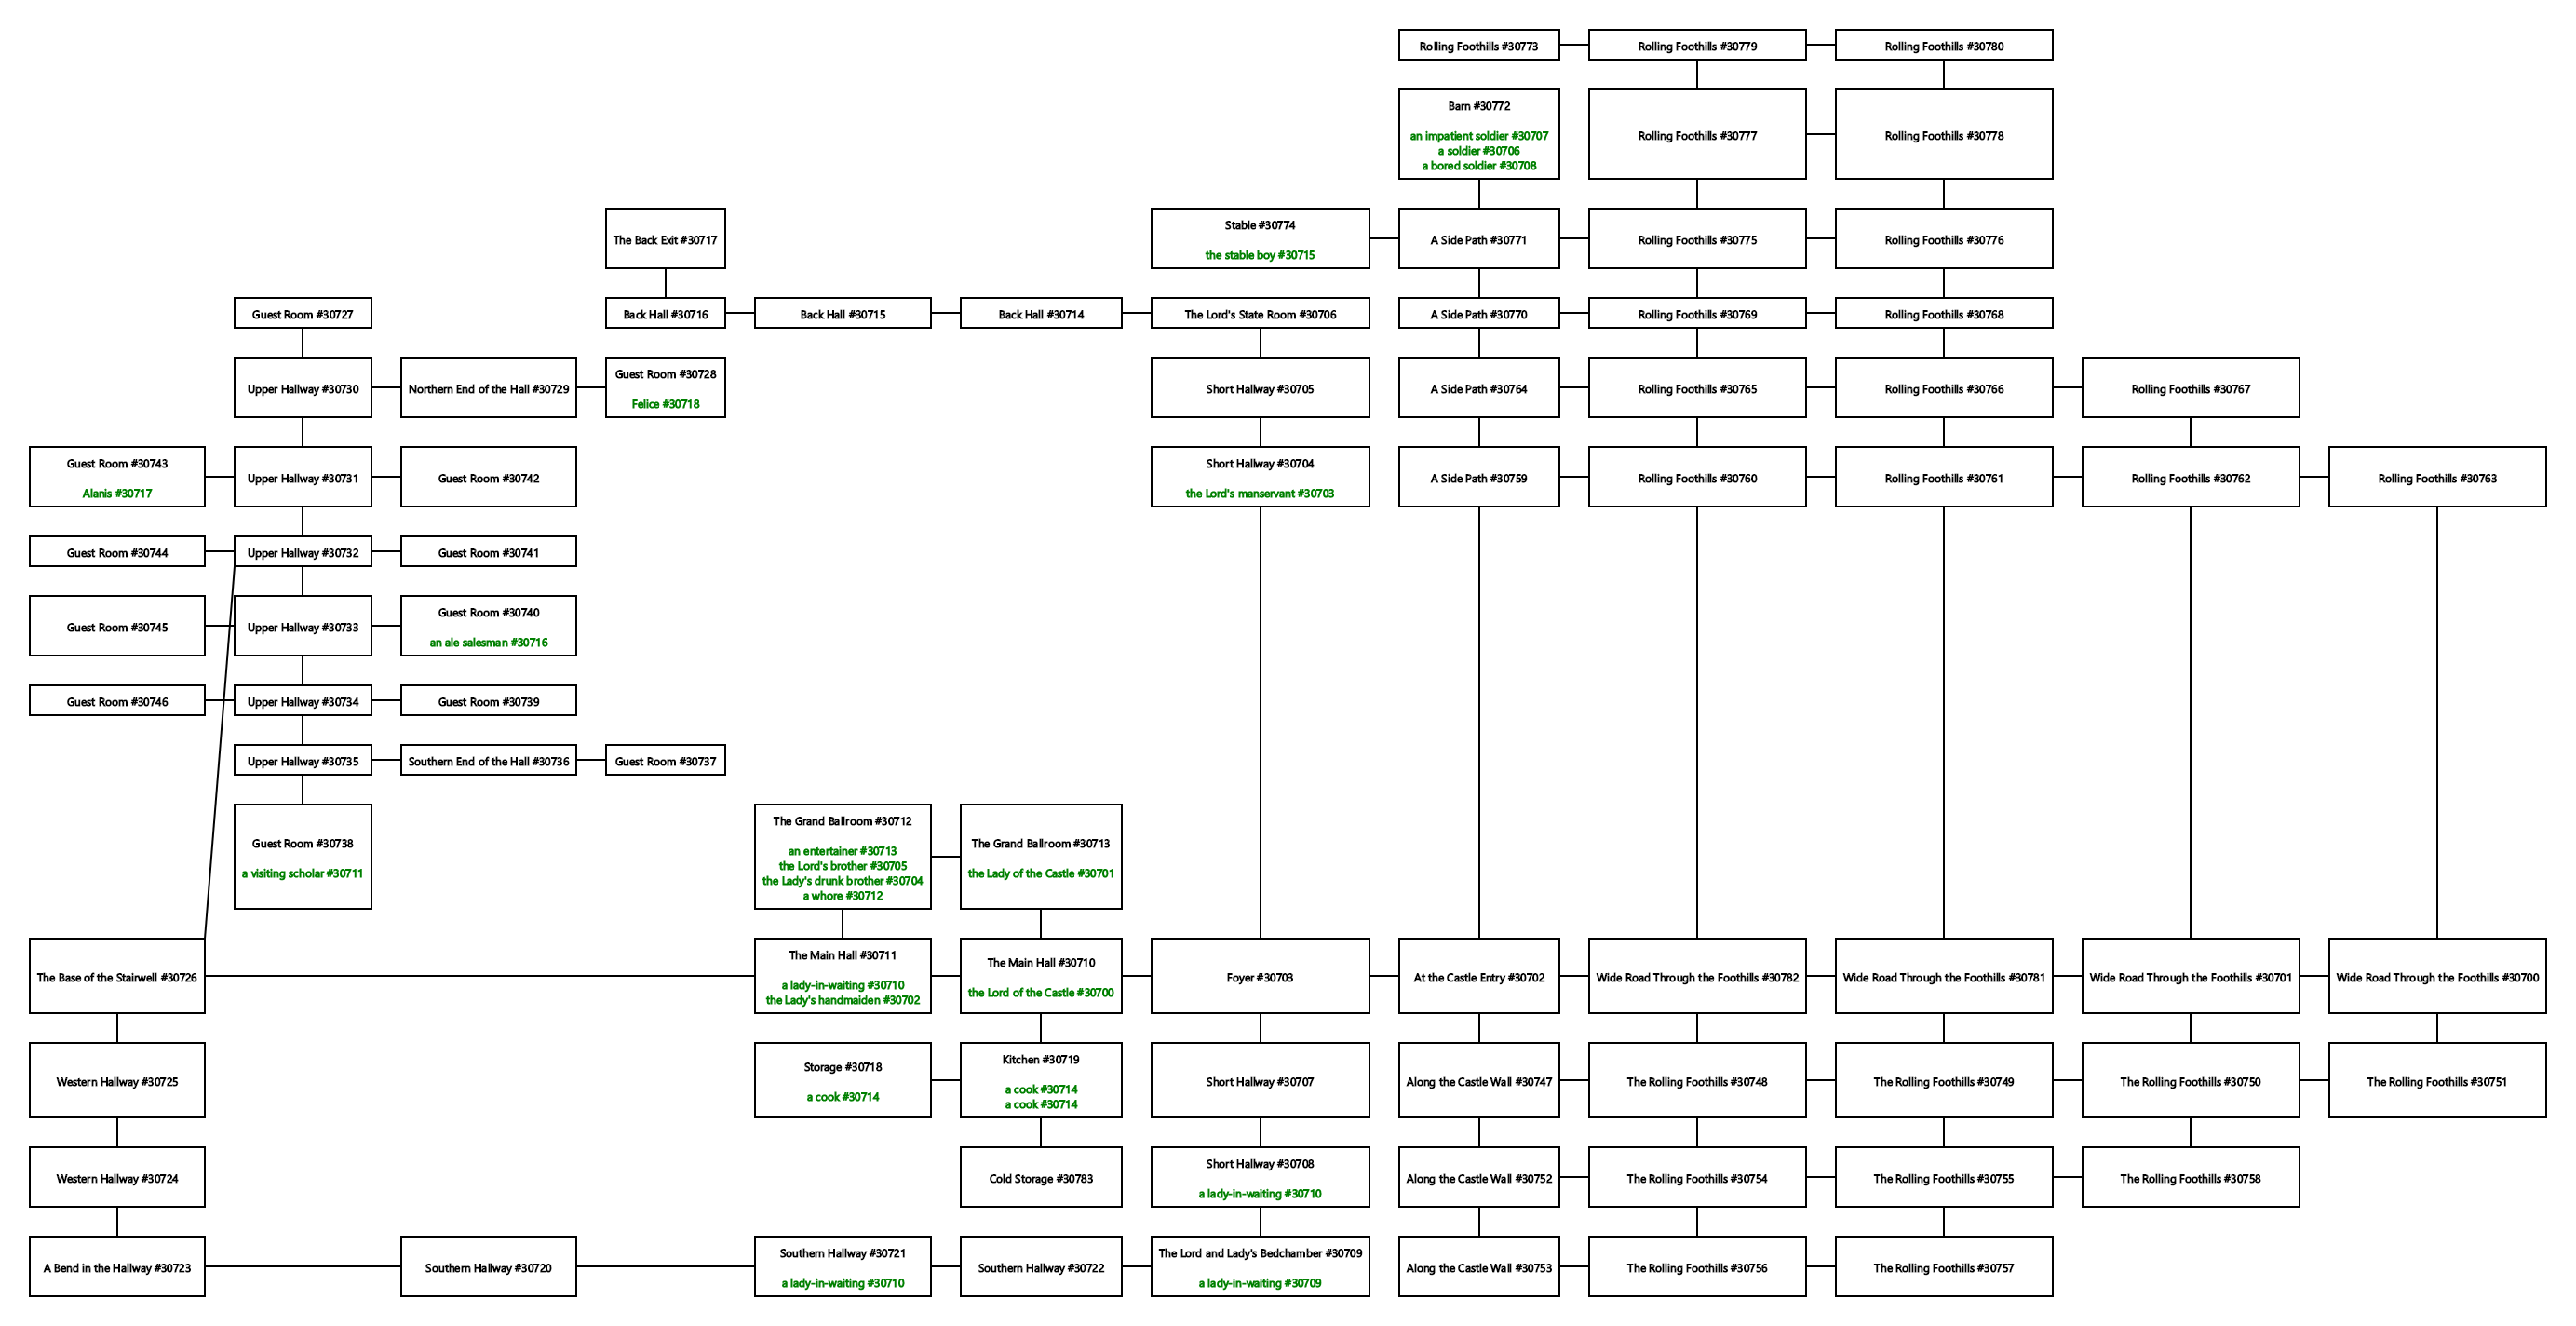 Rolling Foothills #30773
Rolling Foothills #30779
Rolling Foothills #30780
Barn #30772
an impatient soldier #30707
a soldier #30706
a bored soldier #30708
Rolling Foothills #30777
Rolling Foothills #30778
The Back Exit #30717
Stable #30774
the stable boy #30715
A Side Path #30771
Rolling Foothills #30775
Rolling Foothills #30776
Guest Room #30727
Back Hall #30716
Back Hall #30715
Back Hall #30714
The Lord's State Room #30706
A Side Path #30770
Rolling Foothills #30769
Rolling Foothills #30768
Upper Hallway #30730
Northern End of the Hall #30729
Guest Room #30728
Felice #30718
Short Hallway #30705
A Side Path #30764
Rolling Foothills #30765
Rolling Foothills #30766
Rolling Foothills #30767
Guest Room #30743
Alanis #30717
Upper Hallway #30731
Guest Room #30742
Short Hallway #30704
the Lord's manservant #30703
A Side Path #30759
Rolling Foothills #30760
Rolling Foothills #30761
Rolling Foothills #30762
Rolling Foothills #30763
Guest Room #30744
Upper Hallway #30732
Guest Room #30741
Guest Room #30745
Upper Hallway #30733
Guest Room #30740
an ale salesman #30716
Guest Room #30746
Upper Hallway #30734
Guest Room #30739
Upper Hallway #30735
Southern End of the Hall #30736
Guest Room #30737
Guest Room #30738
a visiting scholar #30711
The Grand Ballroom #30712
an entertainer #30713
the Lord's brother #30705
the Lady's drunk brother #30704
a whore #30712
The Grand Ballroom #30713
the Lady of the Castle #30701
The Base of the Stairwell #30726
The Main Hall #30711
a lady-in-waiting #30710
the Lady's handmaiden #30702
The Main Hall #30710
the Lord of the Castle #30700
Foyer #30703
At the Castle Entry #30702
Wide Road Through the Foothills #30782
Wide Road Through the Foothills #30781
Wide Road Through the Foothills #30701
Wide Road Through the Foothills #30700
Western Hallway #30725
Storage #30718
a cook #30714
Kitchen #30719
a cook #30714
a cook #30714
Short Hallway #30707
Along the Castle Wall #30747
The Rolling Foothills #30748
The Rolling Foothills #30749
The Rolling Foothills #30750
The Rolling Foothills #30751
Western Hallway #30724
Cold Storage #30783
Short Hallway #30708
a lady-in-waiting #30710
Along the Castle Wall #30752
The Rolling Foothills #30754
The Rolling Foothills #30755
The Rolling Foothills #30758
A Bend in the Hallway #30723
Southern Hallway #30720
Southern Hallway #30721
a lady-in-waiting #30710
Southern Hallway #30722
The Lord and Lady's Bedchamber #30709
a lady-in-waiting #30709
Along the Castle Wall #30753
The Rolling Foothills #30756
The Rolling Foothills #30757